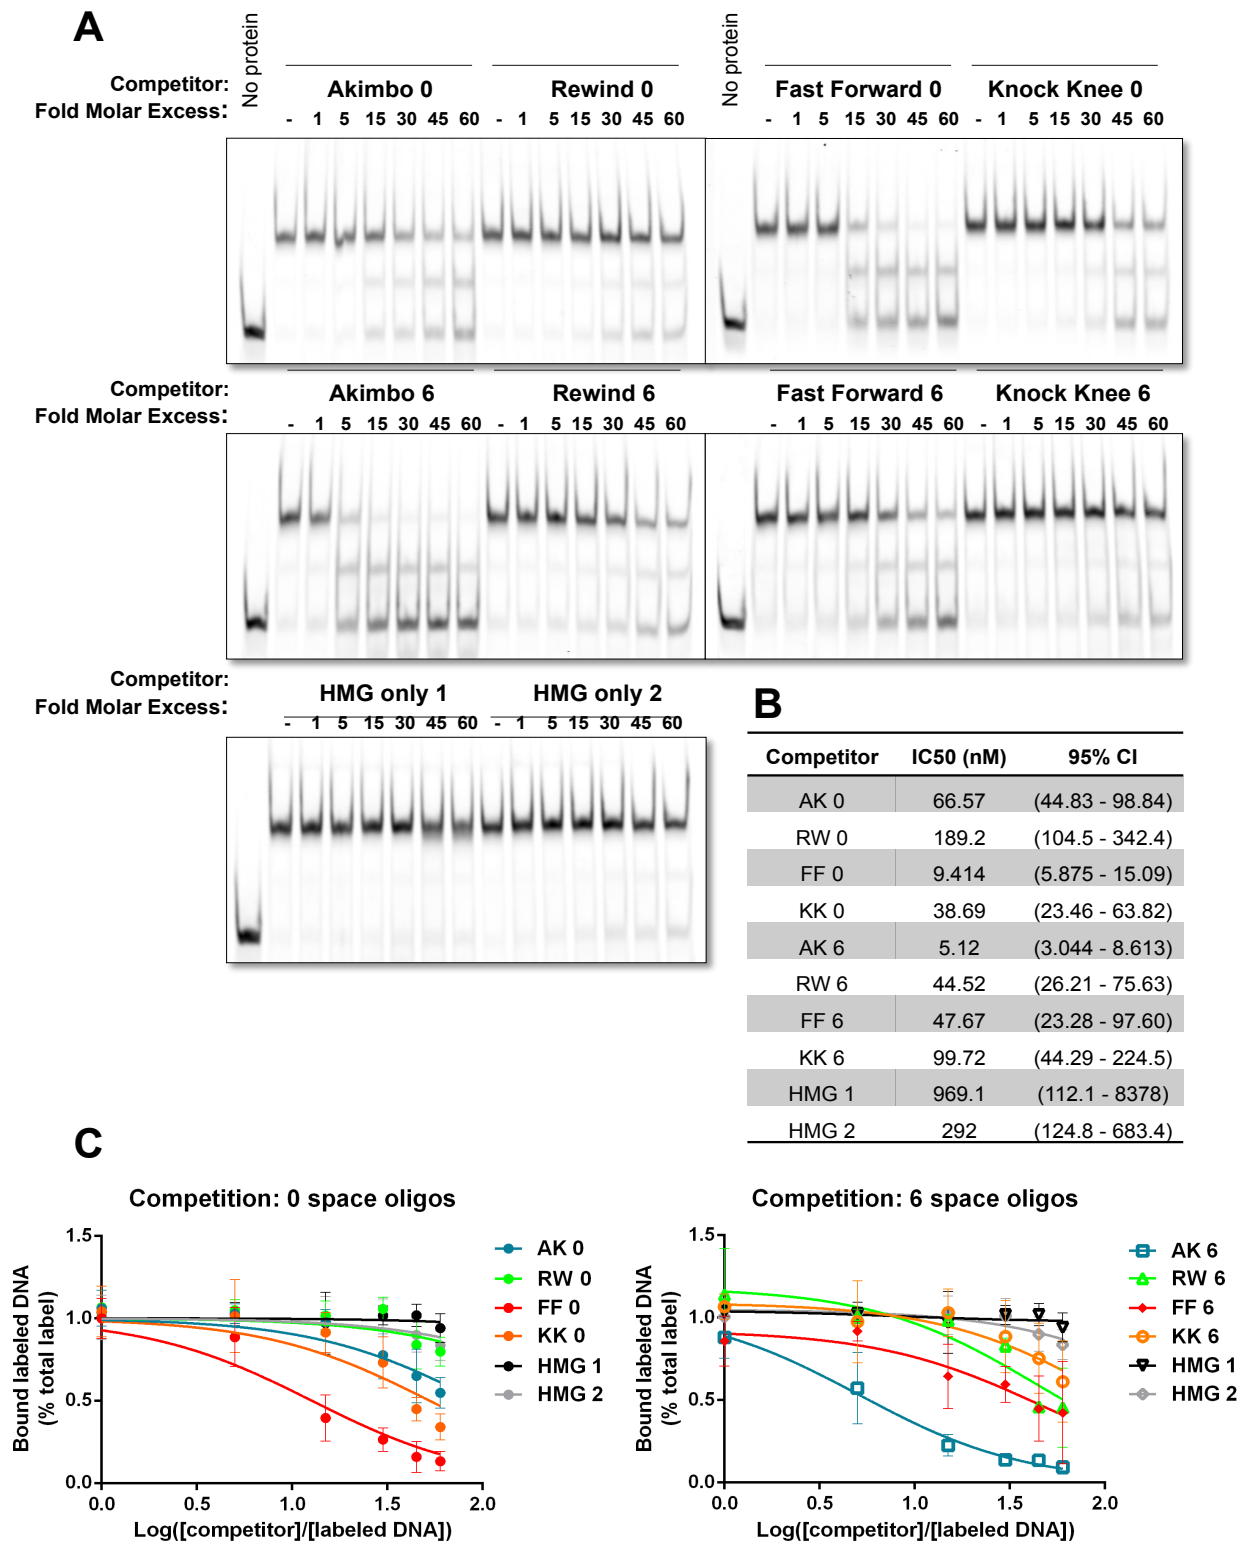 A
No protein
No protein
Competitor:
Akimbo 0
Rewind 0
Fast Forward 0
Knock Knee 0
Fold Molar Excess:
- 1 5 15 30 45 60
- 1 5 15 30 45 60
- 1 5 15 30 45 60
- 1 5 15 30 45 60
Competitor:
Akimbo 6
Rewind 6
Fast Forward 6
Knock Knee 6
Fold Molar Excess:
- 1 5 15 30 45 60
- 1 5 15 30 45 60
- 1 5 15 30 45 60
- 1 5 15 30 45 60
Competitor:
HMG only 1
HMG only 2
Fold Molar Excess:
- 1 5 15 30 45 60
- 1 5 15 30 45 60
B
Competitor IC50 (nM) 95% CI
AK 0 66.57 (44.83 - 98.84)
RW 0 189.2 (104.5 - 342.4)
FF 0 9.414 (5.875 - 15.09)
KK 0 38.69 (23.46 - 63.82)
AK 6 5.12 (3.044 - 8.613)
RW 6 44.52 (26.21 - 75.63)
FF 6 47.67 (23.28 - 97.60)
KK 6 99.72 (44.29 - 224.5)
HMG 1 969.1 (112.1 - 8378)
HMG 2 292 (124.8 - 683.4)
C
Competition: 0 space oligos
Bound labeled DNA
(% total label)
1.5
1.0
0.5
0.0
0.0 0.5 1.0 1.5 2.0
Log([competitor]/[labeled DNA])
AK 0
RW 0
FF 0
KK 0
HMG 1
HMG 2
Competition: 6 space oligos
Bound labeled DNA
(% total label)
1.5
1.0
0.5
0.0
0.0 0.5 1.0 1.5 2.0
Log([competitor]/[labeled DNA])
AK 6
RW 6
FF 6
KK 6
HMG 1
HMG 2